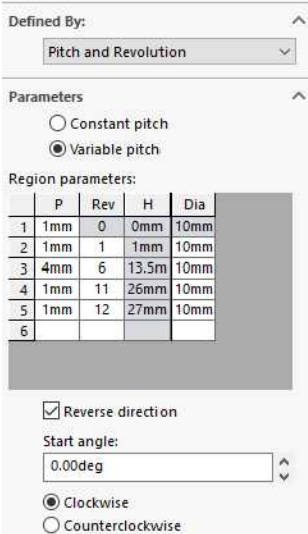 Defined By:
Pitch and Revolution
Parameters
Constant pitch
Variable pitch
Region parameters:
P Rev H Dia
1 1mm 0 0mm 10mm
2 1mm 1 1mm 10mm
3 4mm 6 13.5m 10mm
4 1mm 11 26mm 10mm
5 1mm 12 27mm 10mm
6
Reverse direction
Start angle:
0.00deg
Clockwise
Counterclockwise